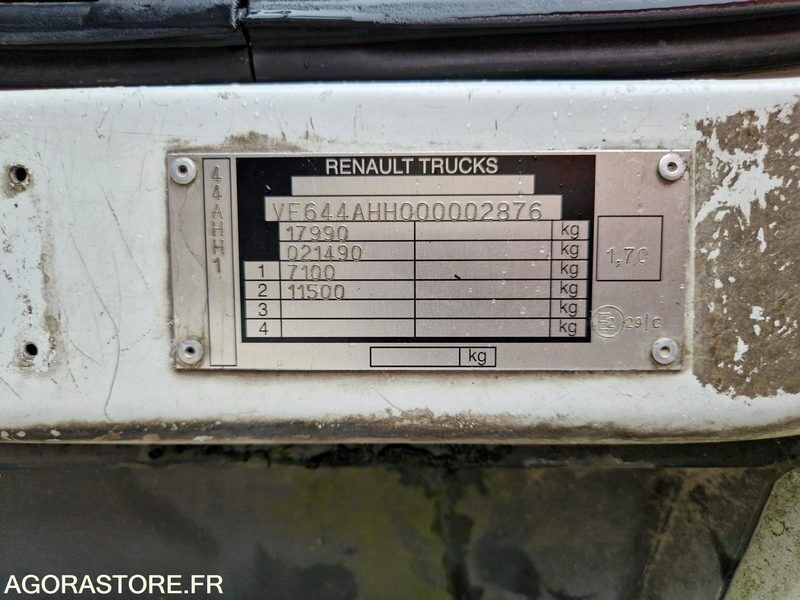 RENAULT TRUCKS
44AHH1
VF644AHH000002876
17990 kg
021490 kg
1 7100 kg
2 11500 kg
3 kg
4 kg
kg
1,70
E2 29 | C
AGORASTORE.FR